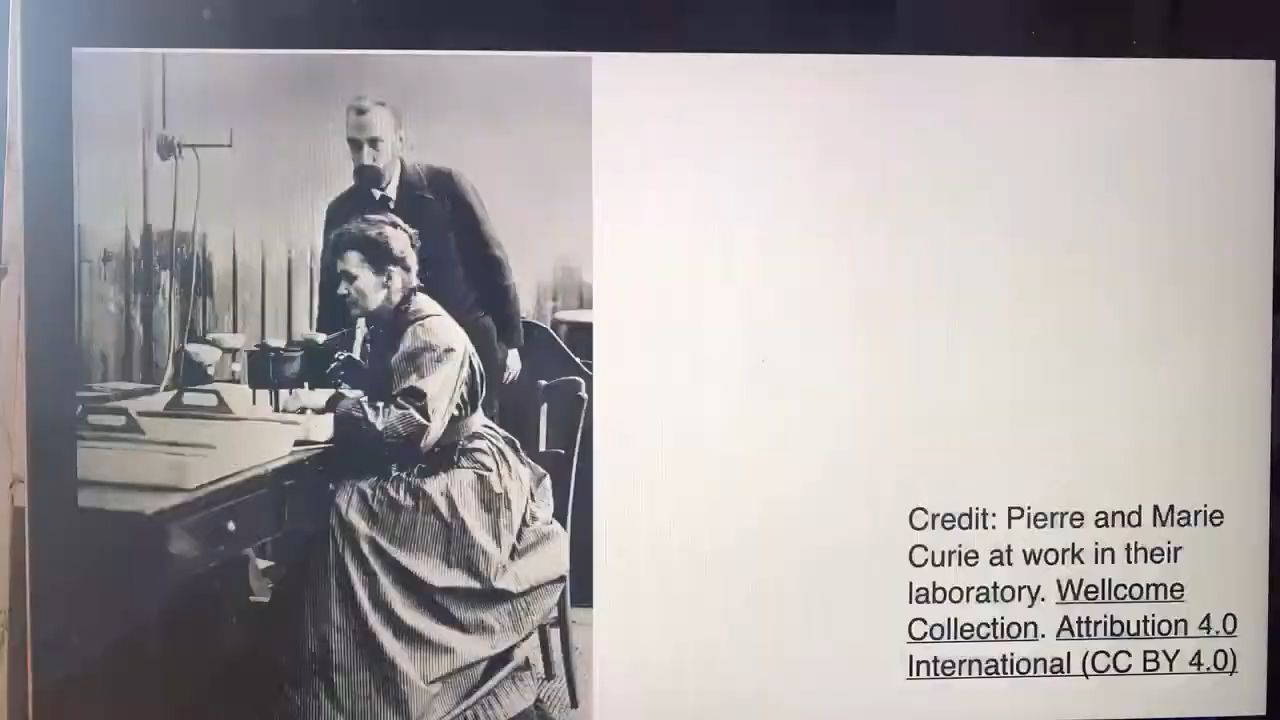 Credit: Pierre and Marie
Curie at work in their
laboratory. Wellcome
Collection. Attribution 4.0
International (CC BY 4.0)